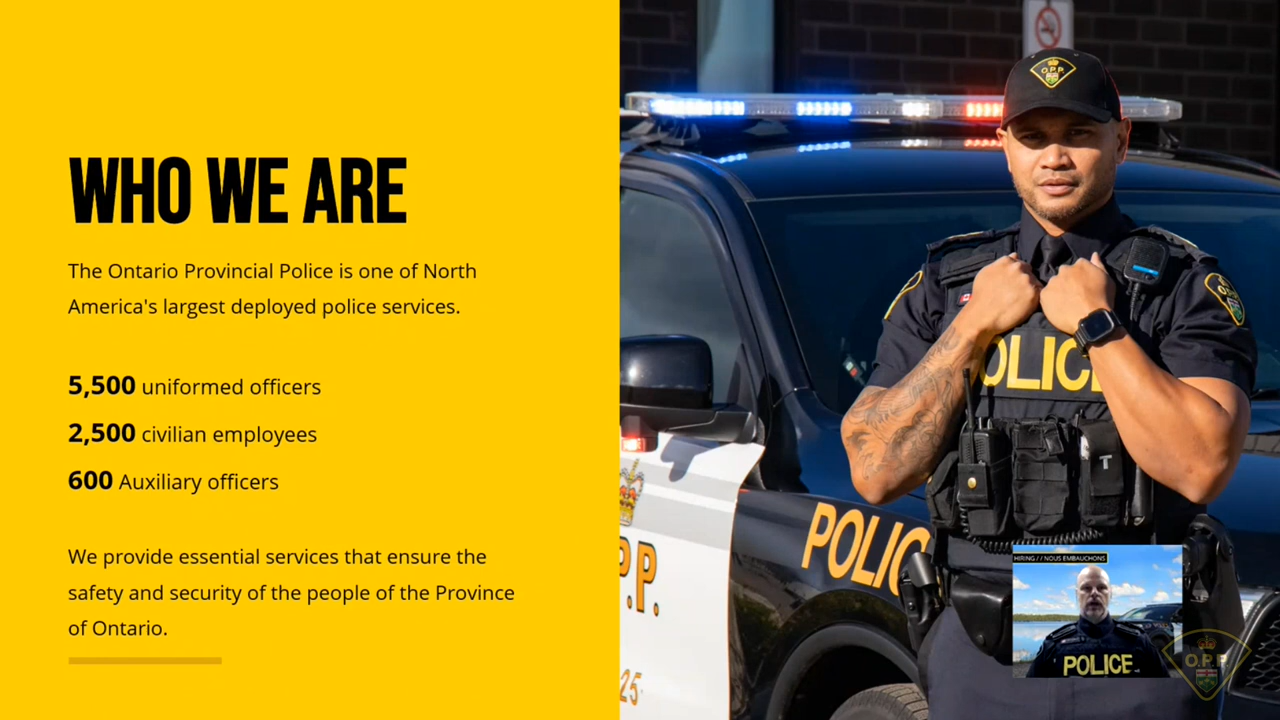 WHO WE ARE
The Ontario Provincial Police is one of North
America's largest deployed police services.
5,500 uniformed officers
2,500 civilian employees
600 Auxiliary officers
We provide essential services that ensure the
safety and security of the people of the Province
of Ontario.
O.P.P.
POLICE
T
POLIC
P.P.
25
HIRING / / NOUS EMBAUCHONS
POLICE
O.P.P.